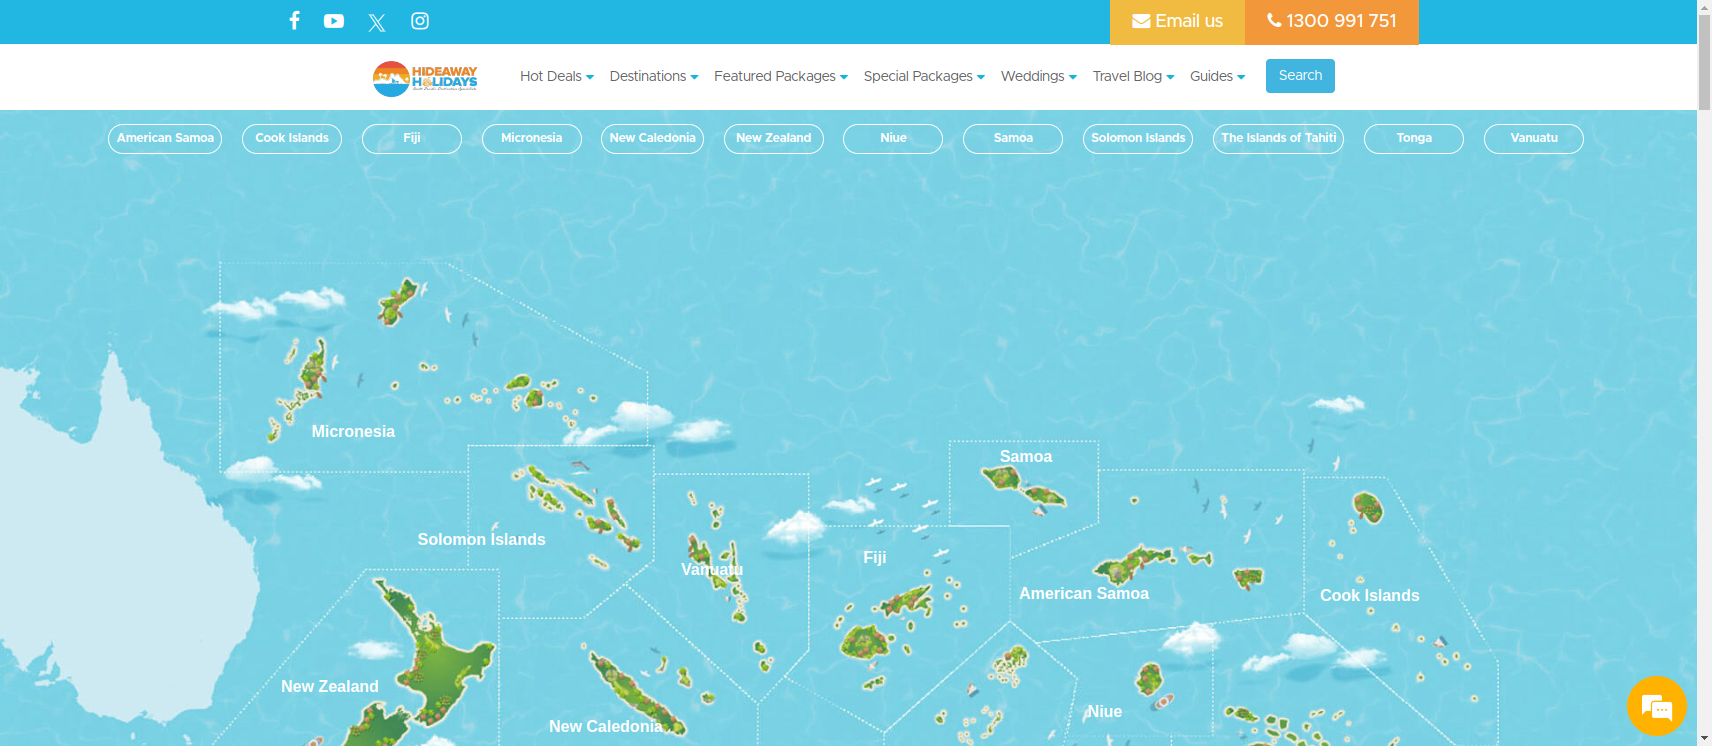 Email us
1300 991 751
HIDEAWAY
HOLIDAYS
Hot Deals
Destinations
Featured Packages
Special Packages
Weddings
Travel Blog
Guides
Search
American Samoa
Cook Islands
Fiji
Micronesia
New Caledonia
New Zealand
Niue
Samoa
Solomon Islands
The Islands of Tahiti
Tonga
Vanuatu
Micronesia
Samoa
Solomon Islands
Fiji
Vanuatu
American Samoa
Cook Islands
New Zealand
Niue
New Caledonia